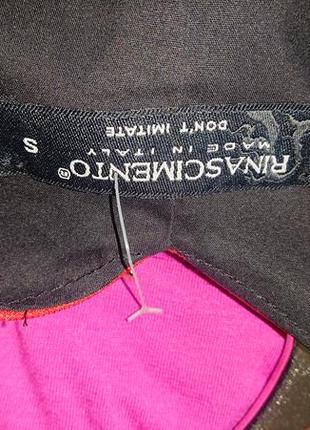 RINASCIMENTO®
MADE IN ITALY
DON'T IMITATE
S